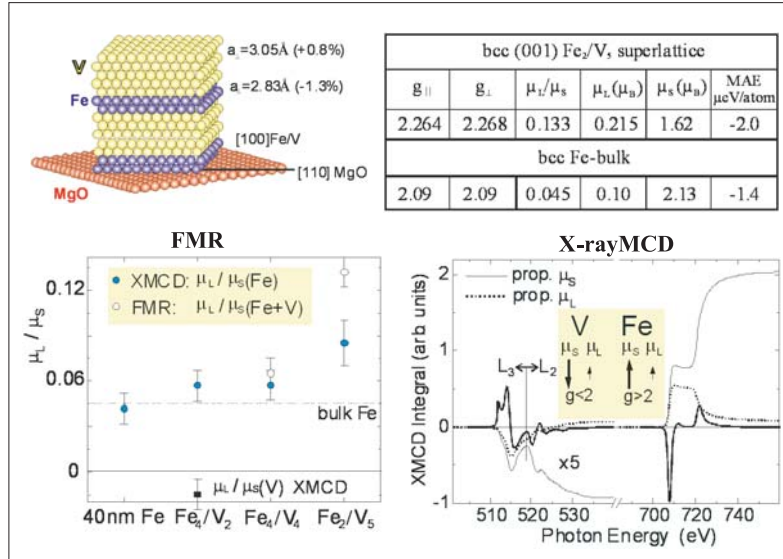 a⊥=3.05Å (+0.8%)
V
Fe
a⊥=2.83Å (-1.3%)
[100]Fe/V
[110] MgO
MgO
bcc (001) Fe₂/V₅ superlattice
g|| g⊥ μL/μS μL(μB) μS(μB) MAE μeV/atom
2.264 2.268 0.133 0.215 1.62 -2.0
bcc Fe-bulk
2.09 2.09 0.045 0.10 2.13 -1.4
FMR
XMCD: μL/μS(Fe)
FMR: μL/μS(Fe+V)
μL / μS
0.12
0.06
0
bulk Fe
μL/μS(V) XMCD
40nm Fe Fe₄/V₂ Fe₄/V₄ Fe₂/V₅
X-rayMCD
XMCD Integral (arb units)
2
1
0
-1
prop. μS
prop. μL
V Fe
μS μL μS μL
g<2 g>2
L₃ L₂
x5
510 520 530 700 720 740
Photon Energy (eV)